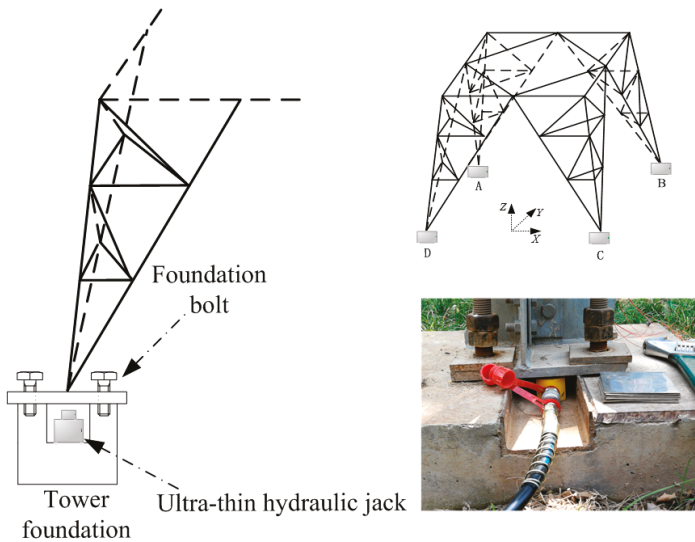 Foundation
bolt
Tower
foundation
Ultra-thin hydraulic jack
A
B
Z
Y
X
D
C